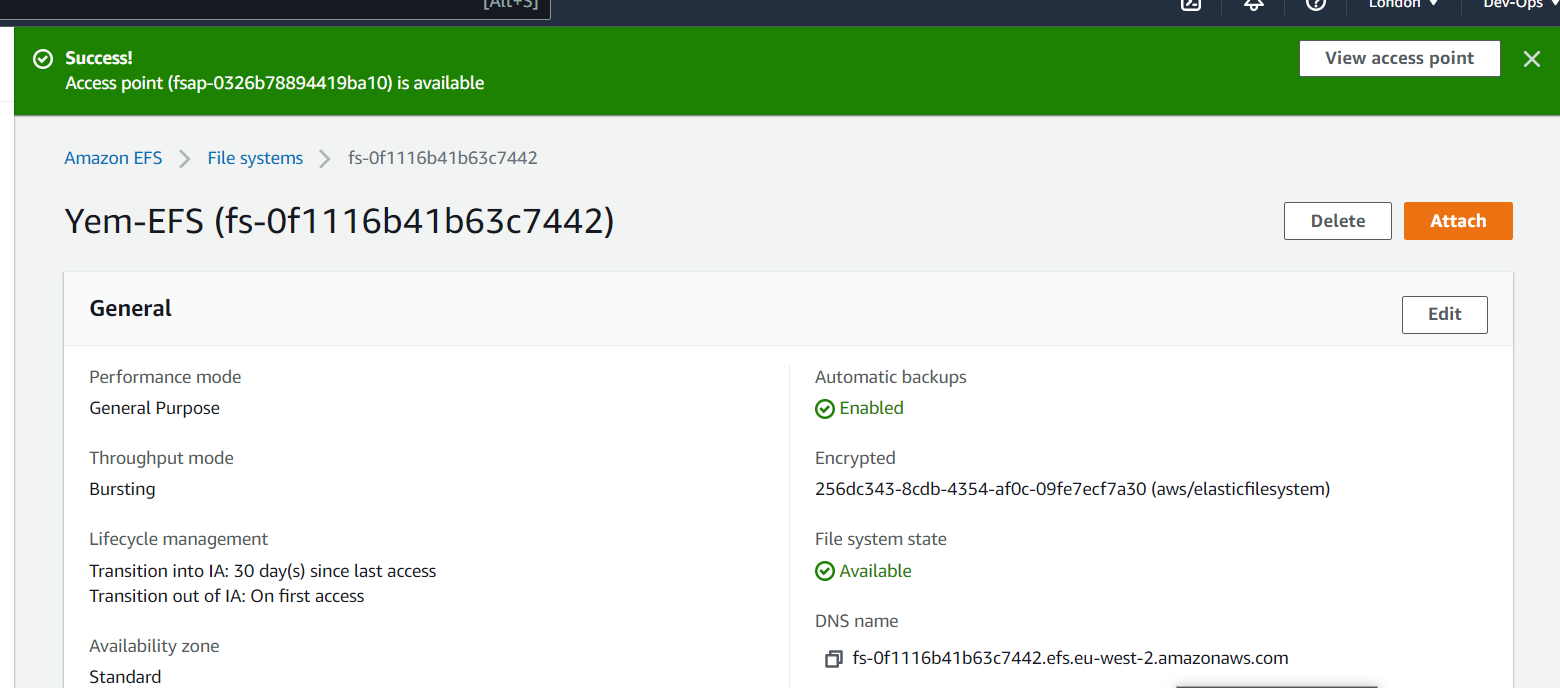 [Alt+S]
London
Dev-Ops
Success!
Access point (fsap-0326b78894419ba10) is available
View access point
Amazon EFS
File systems
fs-0f1116b41b63c7442
Yem-EFS (fs-0f1116b41b63c7442)
Delete
Attach
General
Edit
Performance mode
General Purpose
Throughput mode
Bursting
Lifecycle management
Transition into IA: 30 day(s) since last access
Transition out of IA: On first access
Availability zone
Standard
Automatic backups
Enabled
Encrypted
256dc343-8cdb-4354-af0c-09fe7ecf7a30 (aws/elasticfilesystem)
File system state
Available
DNS name
fs-0f1116b41b63c7442.efs.eu-west-2.amazonaws.com